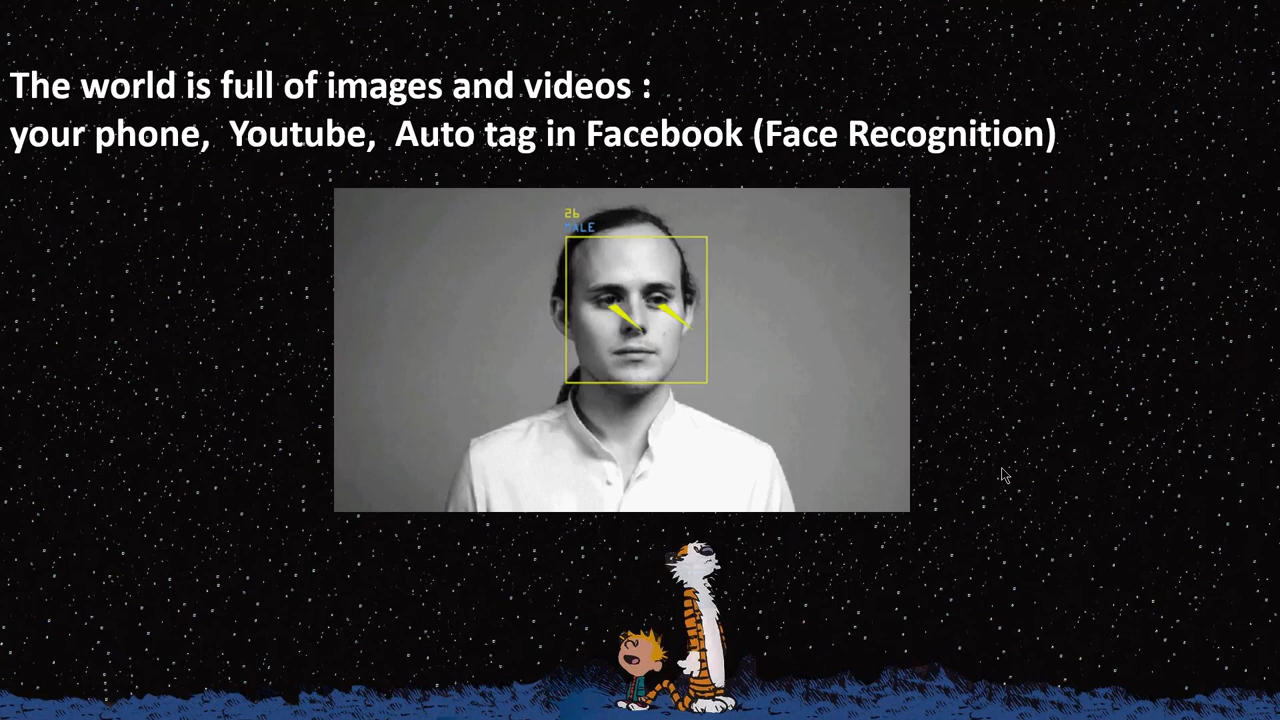 The world is full of images and videos :
your phone, Youtube, Auto tag in Facebook (Face Recognition)
26
MALE